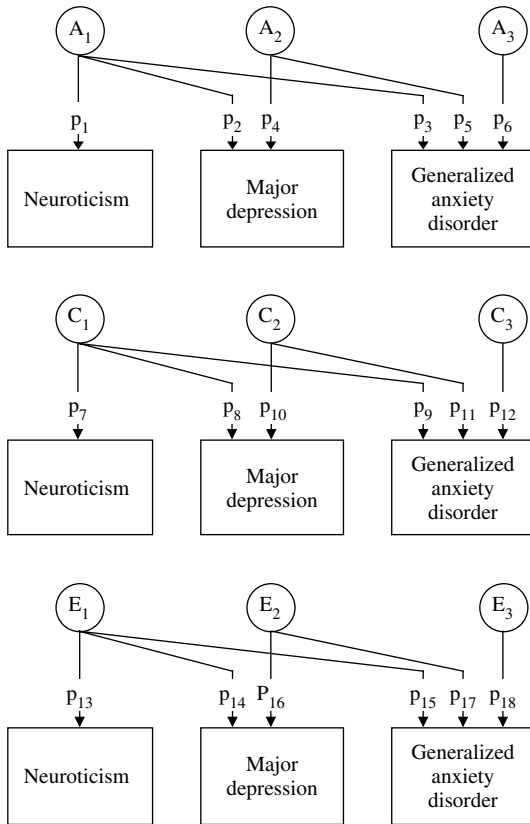 A1 A2 A3
p1 p2 p4 p3 p5 p6
Neuroticism
Major
depression
Generalized
anxiety
disorder
C1 C2 C3
p7 p8 p10 p9 p11 p12
Neuroticism
Major
depression
Generalized
anxiety
disorder
E1 E2 E3
p13 p14 P16 p15 p17 p18
Neuroticism
Major
depression
Generalized
anxiety
disorder